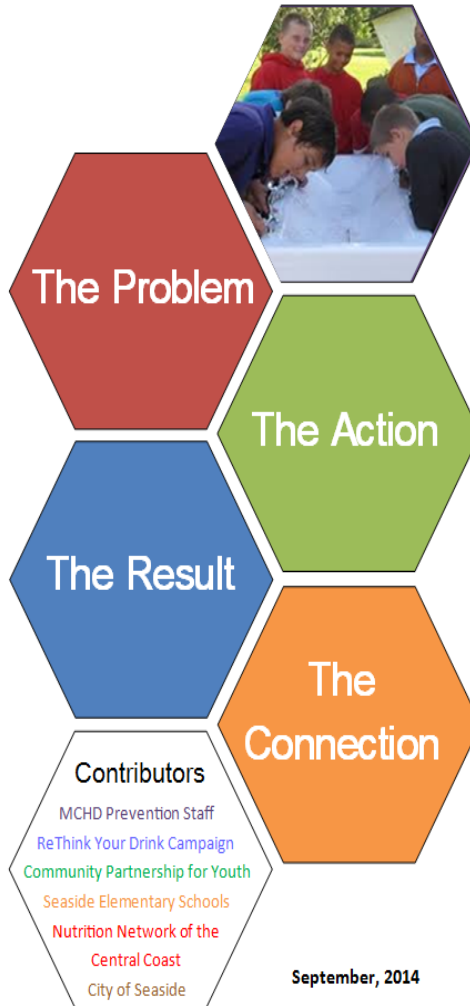 The Problem
The Action
The Result
The
Connection
Contributors
MCHD Prevention Staff
ReThink Your Drink Campaign
Community Partnership for Youth
Seaside Elementary Schools
Nutrition Network of the
Central Coast
City of Seaside
September, 2014